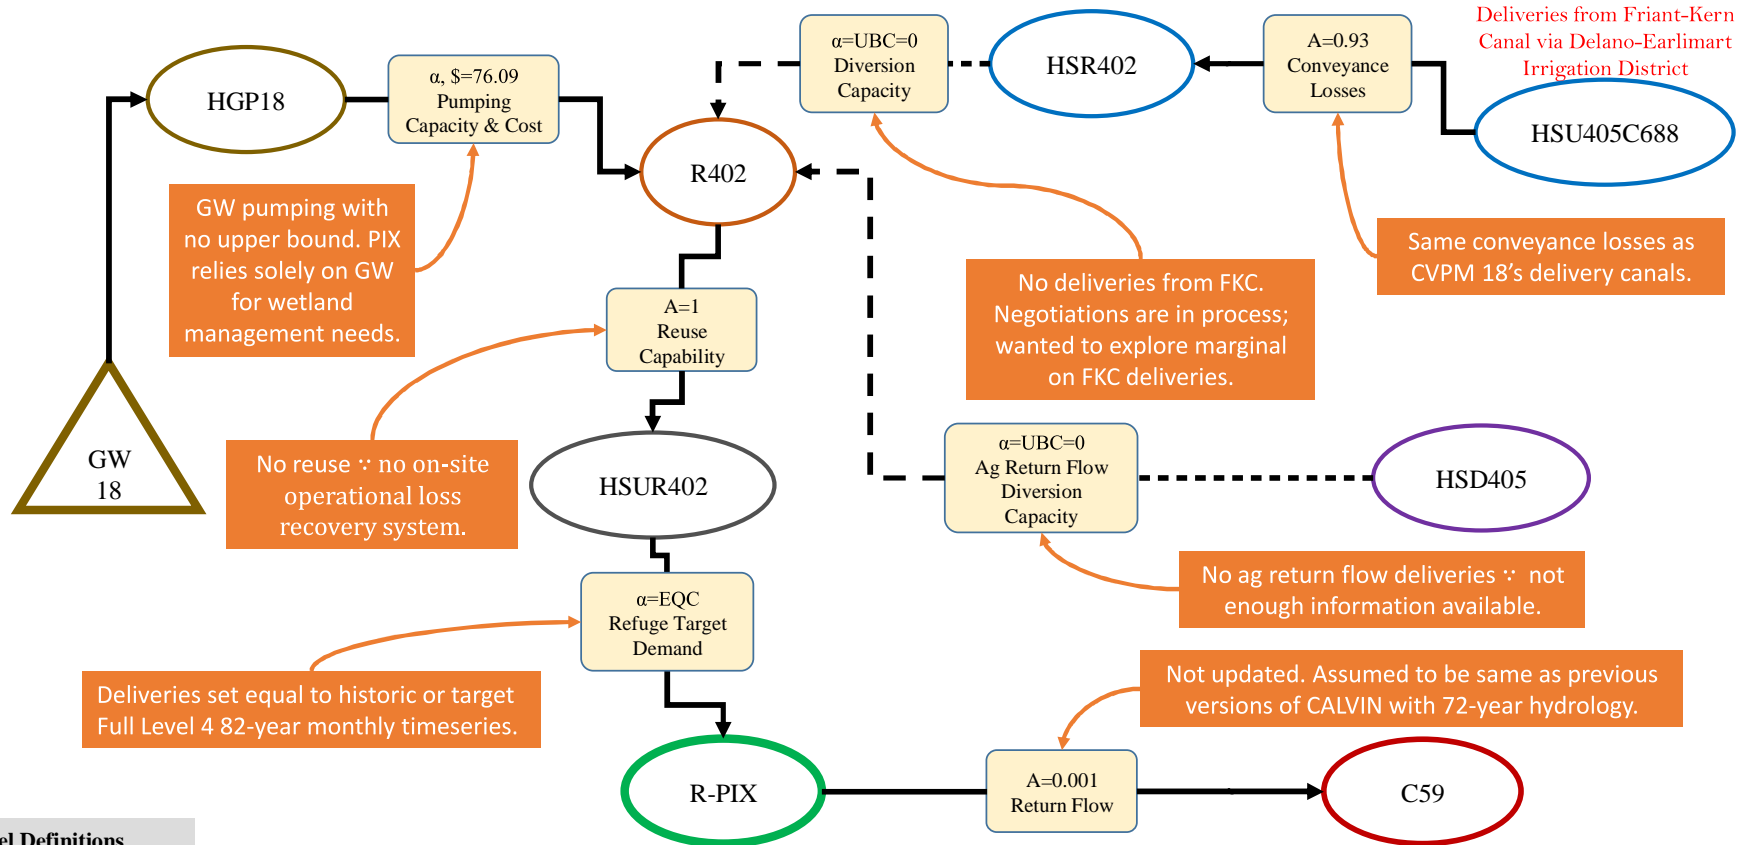 Deliveries from Friant-Kern
Canal via Delano-Earlimart
Irrigation District
HGP18
α, $=76.09
Pumping
Capacity & Cost
α=UBC=0
Diversion
Capacity
HSR402
A=0.93
Conveyance
Losses
HSU405C688
R402
GW pumping with
no upper bound. PIX
relies solely on GW
for wetland
management needs.
No deliveries from FKC.
Negotiations are in process;
wanted to explore marginal
on FKC deliveries.
Same conveyance losses as
CVPM 18’s delivery canals.
A=1
Reuse
Capability
GW
18
No reuse ∵ no on-site
operational loss
recovery system.
HSUR402
α=UBC=0
Ag Return Flow
Diversion
Capacity
HSD405
No ag return flow deliveries ∵ not
enough information available.
α=EQC
Refuge Target
Demand
Deliveries set equal to historic or target
Full Level 4 82-year monthly timeseries.
Not updated. Assumed to be same as previous
versions of CALVIN with 72-year hydrology.
R-PIX
A=0.001
Return Flow
C59
el Definitions